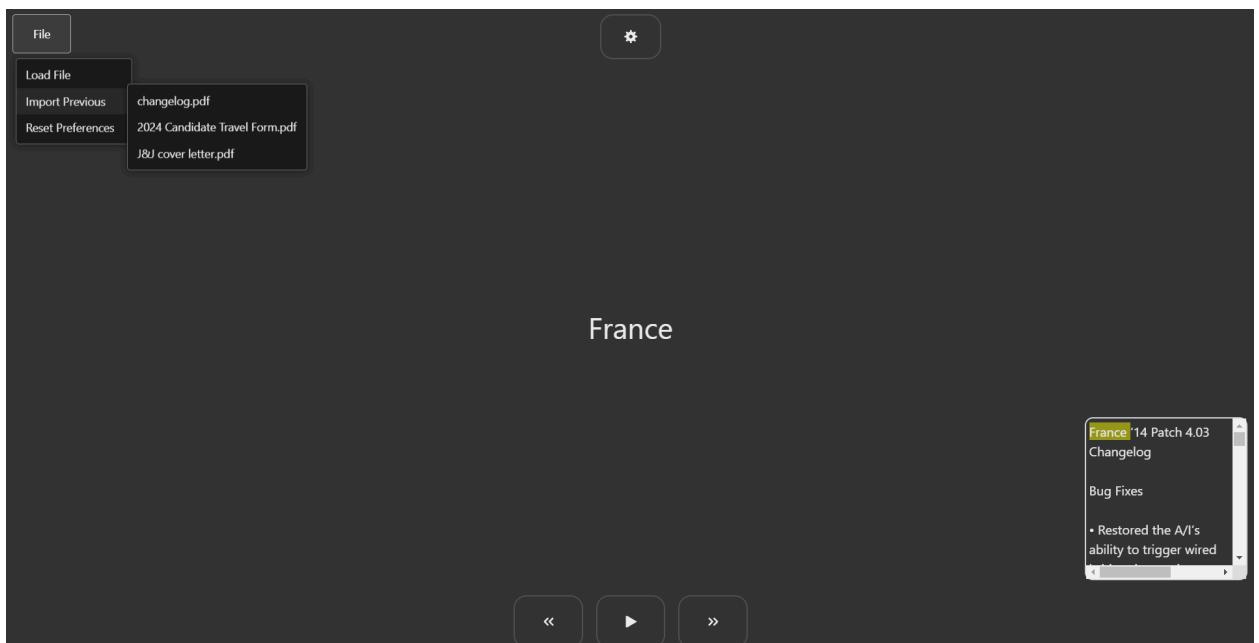 File
Load File
Import Previous
Reset Preferences
changelog.pdf
2024 Candidate Travel Form.pdf
J&J cover letter.pdf
France
France '14 Patch 4.03
Changelog
Bug Fixes
• Restored the A/I's
ability to trigger wired